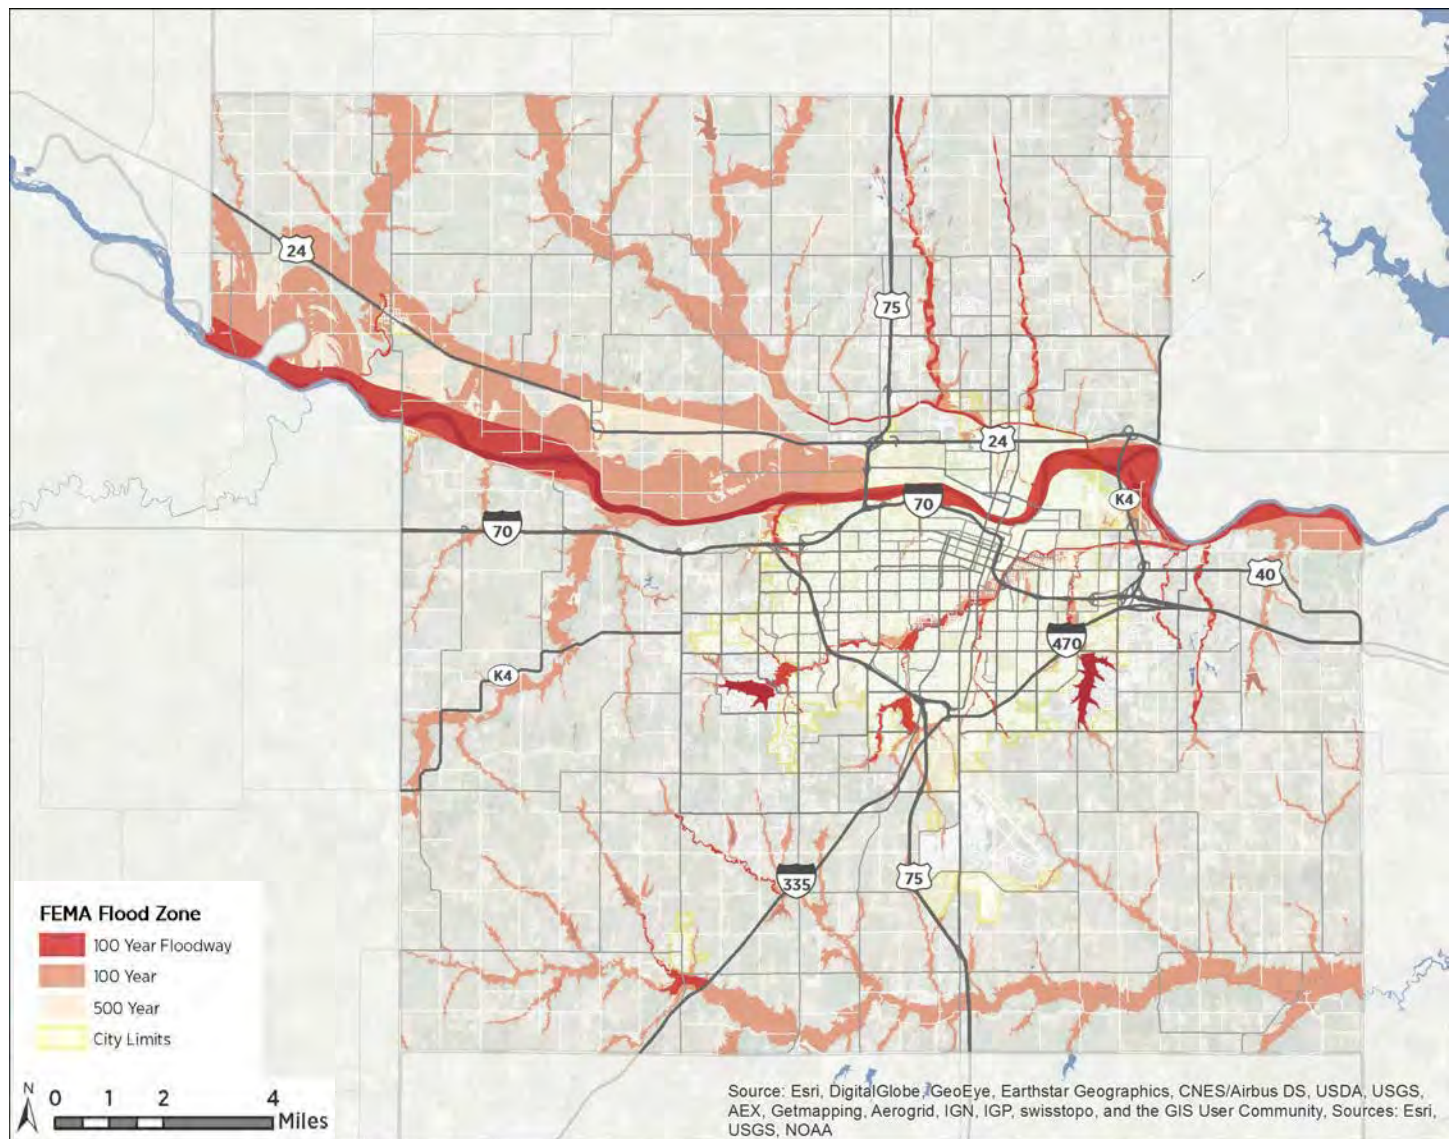 24
75
24
70
K4
70
40
470
K4
335
75
FEMA Flood Zone
100 Year Floodway
100 Year
500 Year
City Limits
N
0 1 2 4
Miles
Source: Esri, DigitalGlobe, GeoEye, Earthstar Geographics, CNES/Airbus DS, USDA, USGS,
AEX, Getmapping, Aerogrid, IGN, IGP, swisstopo, and the GIS User Community, Sources: Esri,
USGS, NOAA